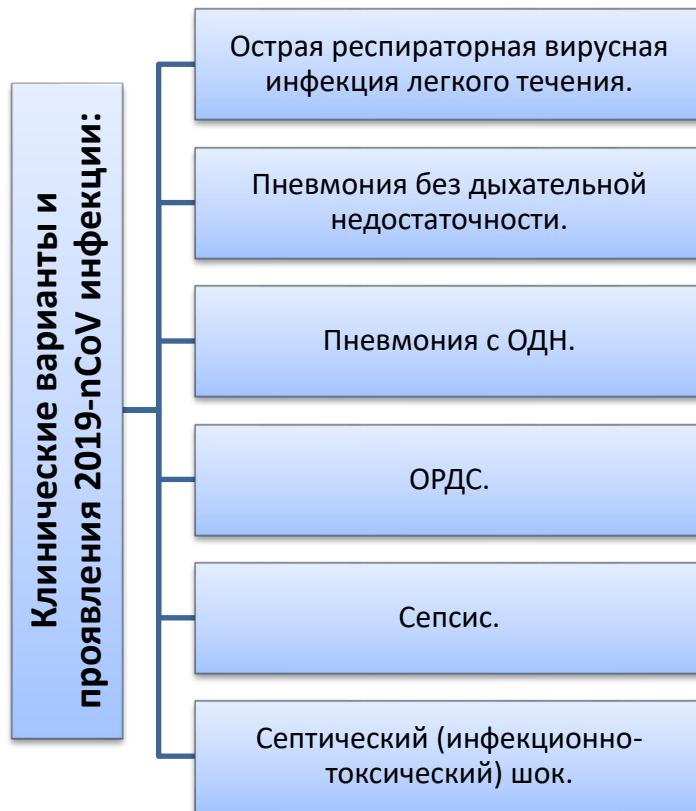 Клинические варианты и
проявления 2019-nCoV инфекции:
Острая респираторная вирусная
инфекция легкого течения.
Пневмония без дыхательной
недостаточности.
Пневмония с ОДН.
ОРДС.
Сепсис.
Септический (инфекционно-
токсический) шок.